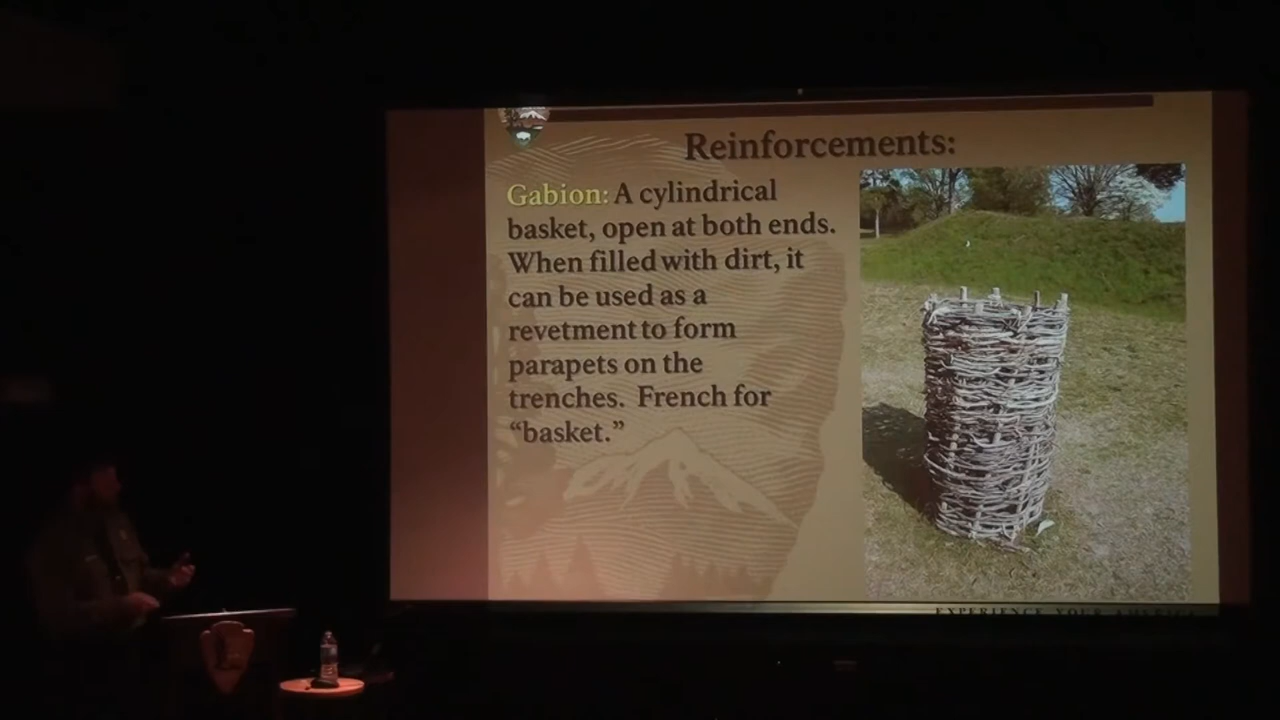 Reinforcements:
Gabion: A cylindrical
basket, open at both ends.
When filled with dirt, it
can be used as a
revetment to form
parapets on the
trenches. French for
“basket.”
EXPERIENCE YOUR AMERICA